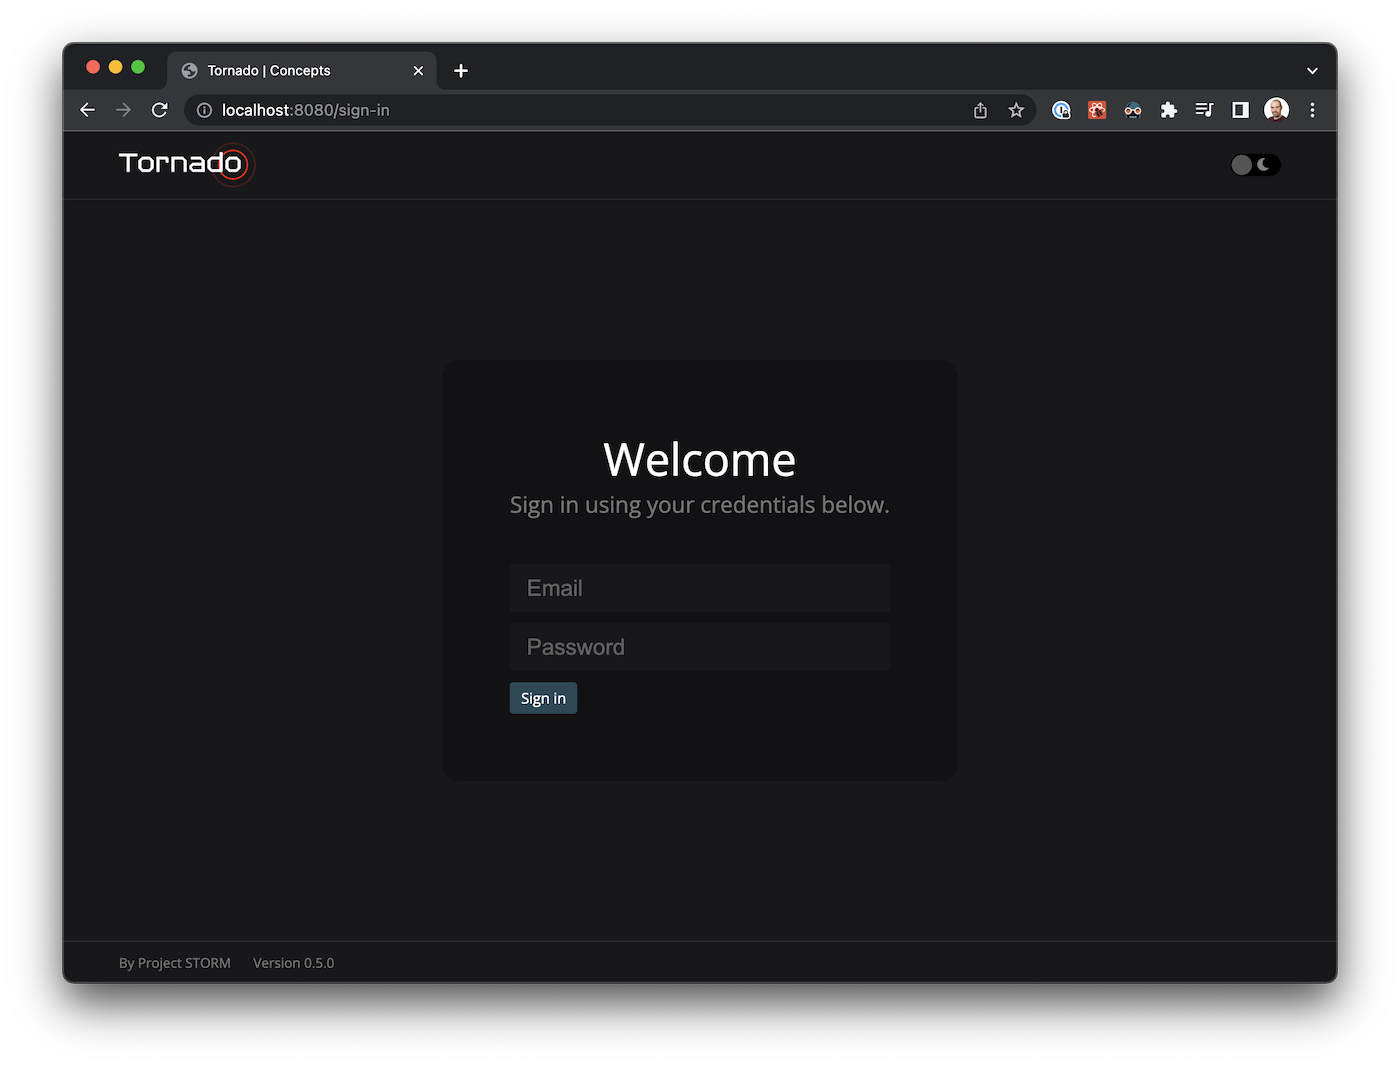 Tornado | Concepts
localhost:8080/sign-in
Tornado
Welcome
Sign in using your credentials below.
Email
Password
Sign in
By Project STORM Version 0.5.0